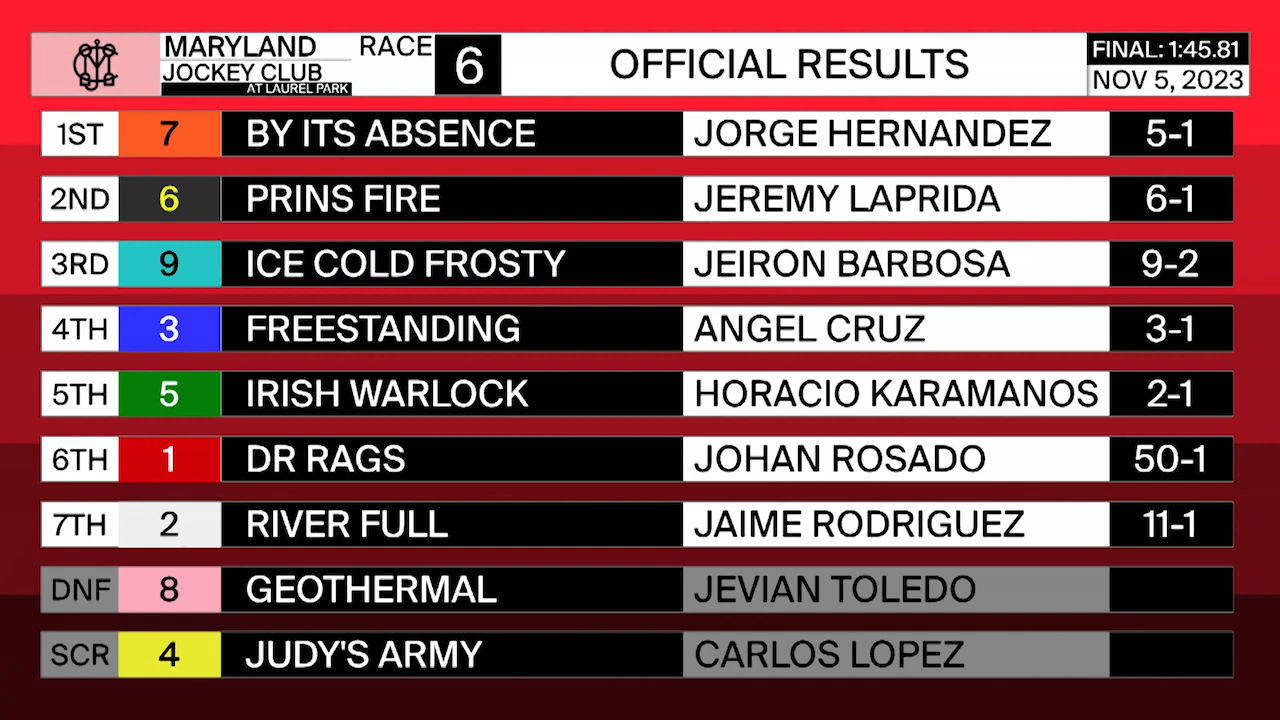 MARYLAND
JOCKEY CLUB
AT LAUREL PARK
RACE 6
OFFICIAL RESULTS
FINAL: 1:45.81
NOV 5, 2023
1ST 7 BY ITS ABSENCE JORGE HERNANDEZ 5-1
2ND 6 PRINS FIRE JEREMY LAPRIDA 6-1
3RD 9 ICE COLD FROSTY JEIRON BARBOSA 9-2
4TH 3 FREESTANDING ANGEL CRUZ 3-1
5TH 5 IRISH WARLOCK HORACIO KARAMANOS 2-1
6TH 1 DR RAGS JOHAN ROSADO 50-1
7TH 2 RIVER FULL JAIME RODRIGUEZ 11-1
DNF 8 GEOTHERMAL JEVIAN TOLEDO
SCR 4 JUDY'S ARMY CARLOS LOPEZ